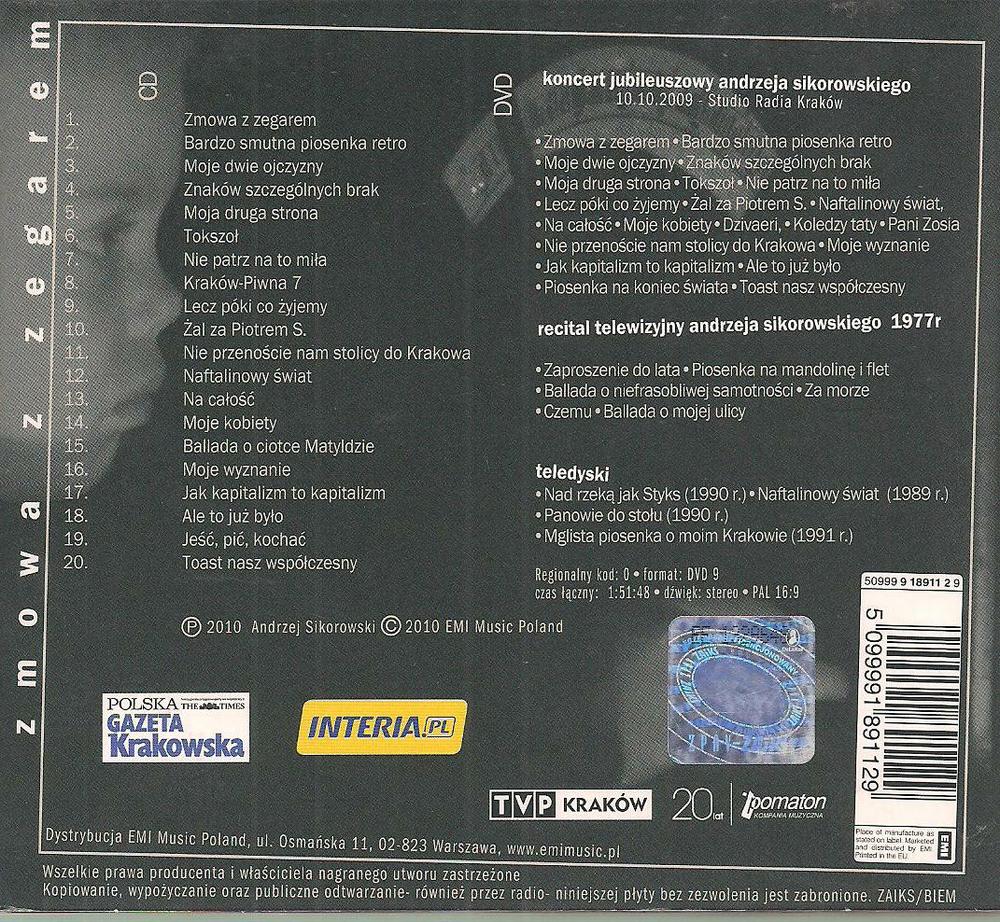 zmowa z zegarem
CD
1. Zmowa z zegarem
2. Bardzo smutna piosenka retro
3. Moje dwie ojczyzny
4. Znaków szczególnych brak
5. Moja druga strona
6. Tokszoł
7. Nie patrz na to miła
8. Kraków-Piwna 7
9. Lecz póki co żyjemy
10. Żal za Piotrem S.
11. Nie przenoście nam stolicy do Krakowa
12. Naftalinowy świat
13. Na całość
14. Moje kobiety
15. Ballada o ciotce Matyldzie
16. Moje wyznanie
17. Jak kapitalizm to kapitalizm
18. Ale to już było
19. Jeść, pić, kochać
20. Toast nasz współczesny
℗ 2010 Andrzej Sikorowski © 2010 EMI Music Poland
DVD
koncert jubileuszowy andrzeja sikorowskiego
10.10.2009 - Studio Radia Kraków
• Zmowa z zegarem • Bardzo smutna piosenka retro
• Moje dwie ojczyzny • Znaków szczególnych brak
• Moja druga strona • Tokszoł • Nie patrz na to miła
• Lecz póki co żyjemy • Żal za Piotrem S. • Naftalinowy świat,
• Na całość • Moje kobiety • Dzivaeri, • Koledzy taty • Pani Zosia
• Nie przenoście nam stolicy do Krakowa • Moje wyznanie
• Jak kapitalizm to kapitalizm • Ale to już było
• Piosenka na koniec świata • Toast nasz współczesny
recital telewizyjny andrzeja sikorowskiego 1977r
• Zaproszenie do lata • Piosenka na mandolinę i flet
• Ballada o niefrasobliwej samotności • Za morze
• Czemu • Ballada o mojej ulicy
teledyski
• Nad rzeką jak Styks (1990 r.) • Naftalinowy świat (1989 r.)
• Panowie do stołu (1990 r.)
• Mglista piosenka o moim Krakowie (1991 r.)
Regionalny kod: 0 • format: DVD 9
czas łączny: 1:51:48 • dźwięk: stereo • PAL 16:9
50999 9 18911 2 9
5 099991 891129
POLSKA THE TIMES
GAZETA
Krakowska
INTERIA.PL
ZAIKS
TVP KRAKÓW
20 lat
pomaton
KOMPANIA MUZYCZNA
Place of manufacture as
stated on label. Marketed
and distributed by EMI.
Printed in the EU.
EMI
Dystrybucja EMI Music Poland, ul. Osmańska 11, 02-823 Warszawa, www.emimusic.pl
Wszelkie prawa producenta i właściciela nagranego utworu zastrzeżone
Kopiowanie, wypożyczanie oraz publiczne odtwarzanie- również przez radio- niniejszej płyty bez zezwolenia jest zabronione. ZAIKS/BIEM